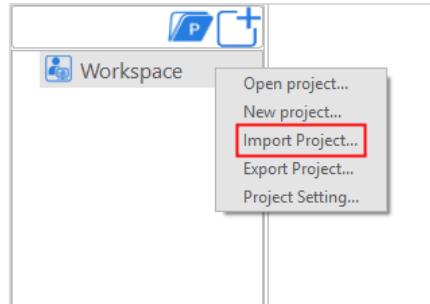 P
Workspace
Open project...
New project...
Import Project...
Export Project...
Project Setting...